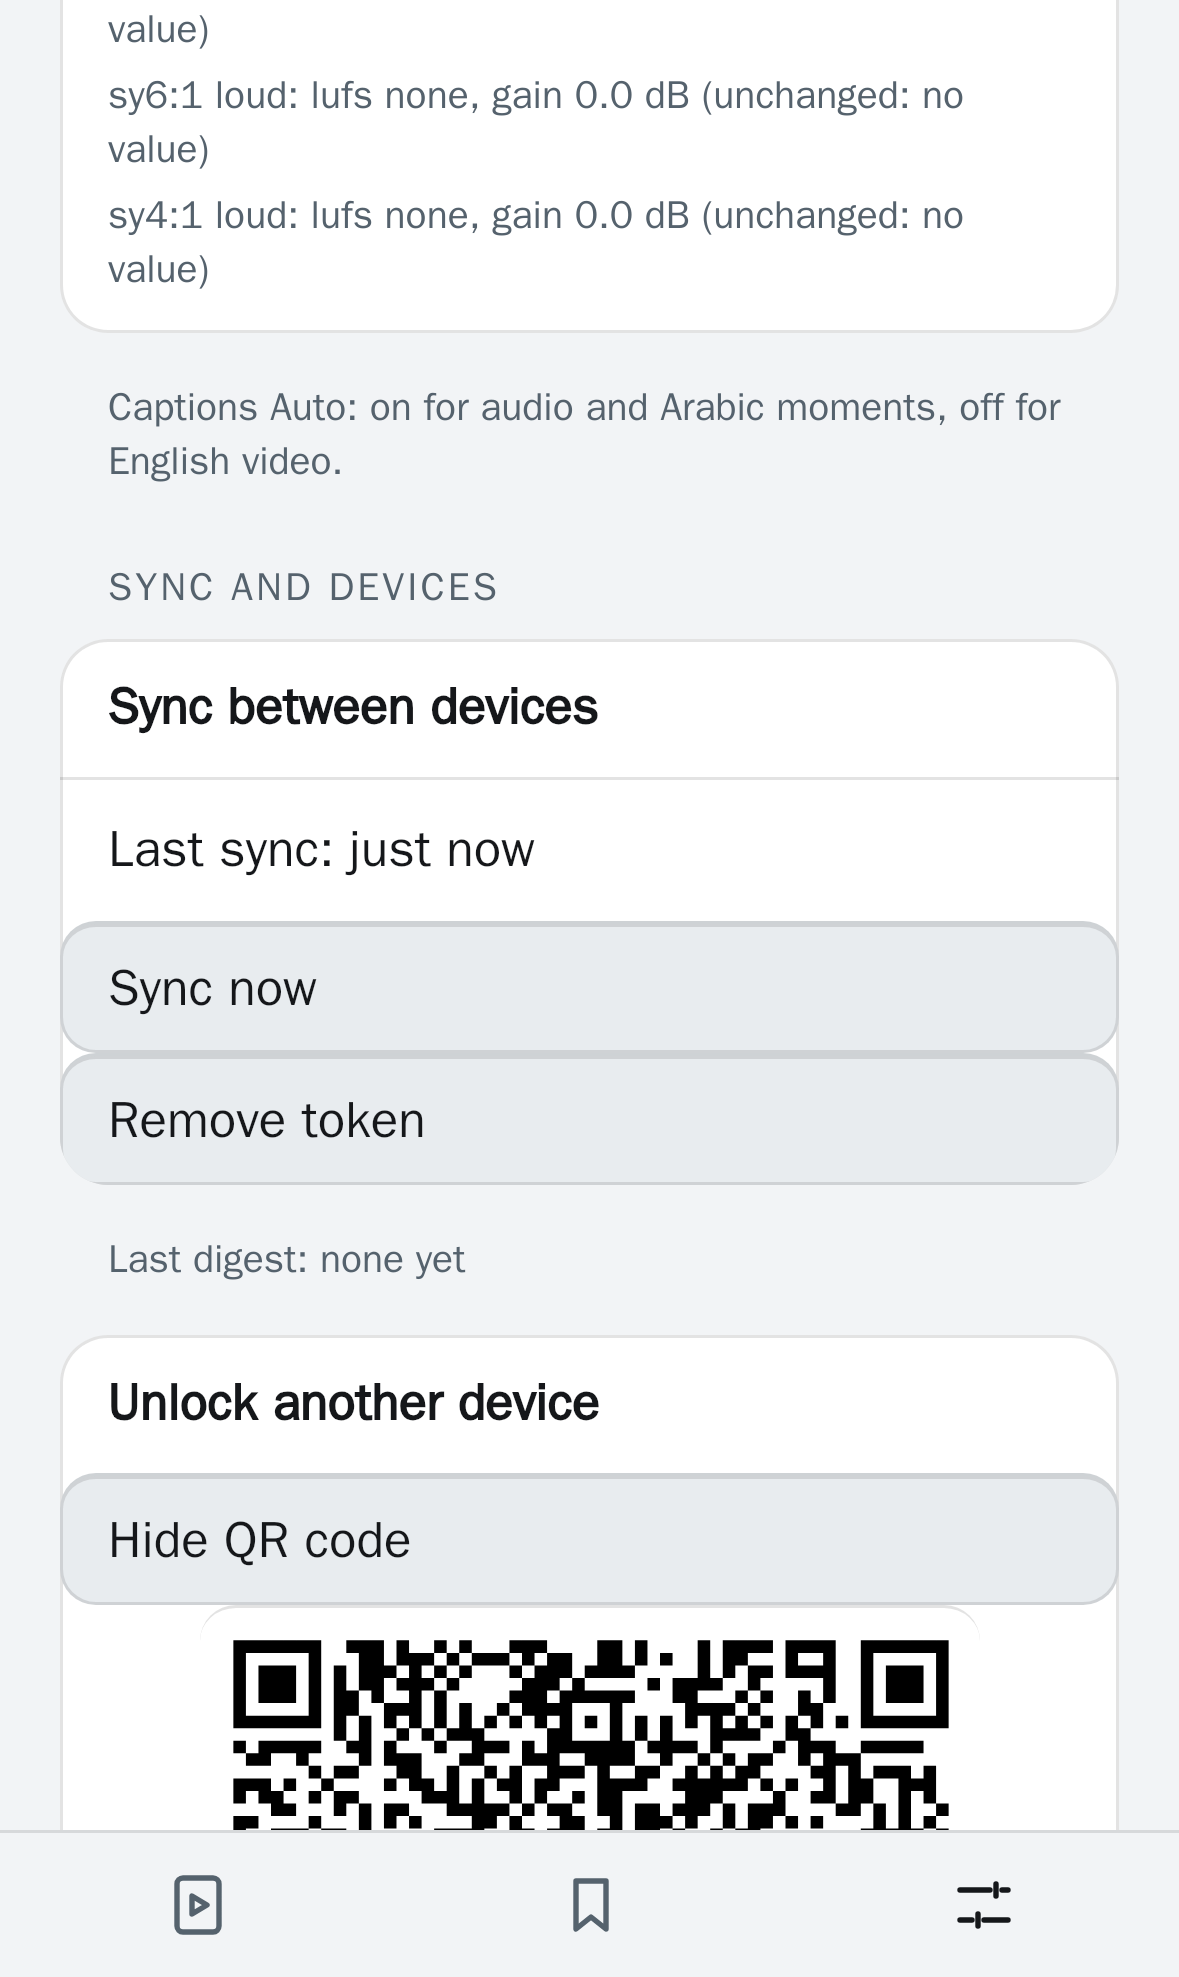 value)
sy6:1 loud: lufs none, gain 0.0 dB (unchanged: no
value)
sy4:1 loud: lufs none, gain 0.0 dB (unchanged: no
value)
Captions Auto: on for audio and Arabic moments, off for
English video.
SYNC AND DEVICES
Sync between devices
Last sync: just now
Sync now
Remove token
Last digest: none yet
Unlock another device
Hide QR code